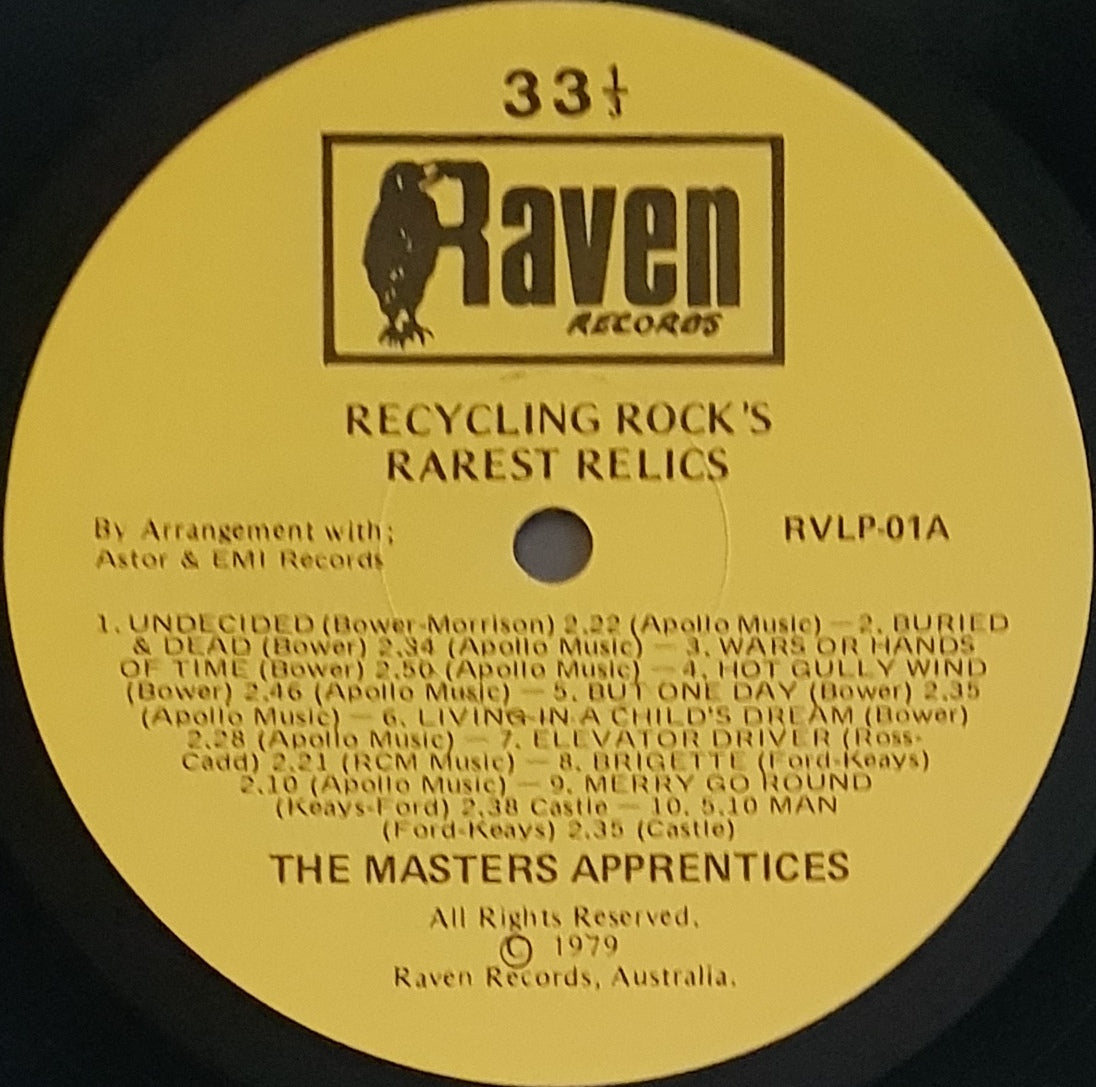 33⅓
Raven
RECORDS
RECYCLING ROCK'S
RAREST RELICS
By Arrangement with;
Astor & EMI Records
RVLP-01A
1. UNDECIDED (Bower-Morrison) 2.22 (Apollo Music) — 2. BURIED
& DEAD (Bower) 2.34 (Apollo Music) — 3. WARS OR HANDS
OF TIME (Bower) 2.50 (Apollo Music) — 4. HOT GULLY WIND
(Bower) 2.46 (Apollo Music) — 5. BUT ONE DAY (Bower) 2.35
(Apollo Music) — 6. LIVING IN A CHILD'S DREAM (Bower)
2.28 (Apollo Music) — 7. ELEVATOR DRIVER (Ross-
Cadd) 2.21 (RCM Music) — 8. BRIGETTE (Ford-Keays)
2.10 (Apollo Music) — 9. MERRY GO ROUND
(Keays-Ford) 2.38 Castle — 10. 5.10 MAN
(Ford-Keays) 2.35 (Castle)
THE MASTERS APPRENTICES
All Rights Reserved.
© 1979
Raven Records, Australia.